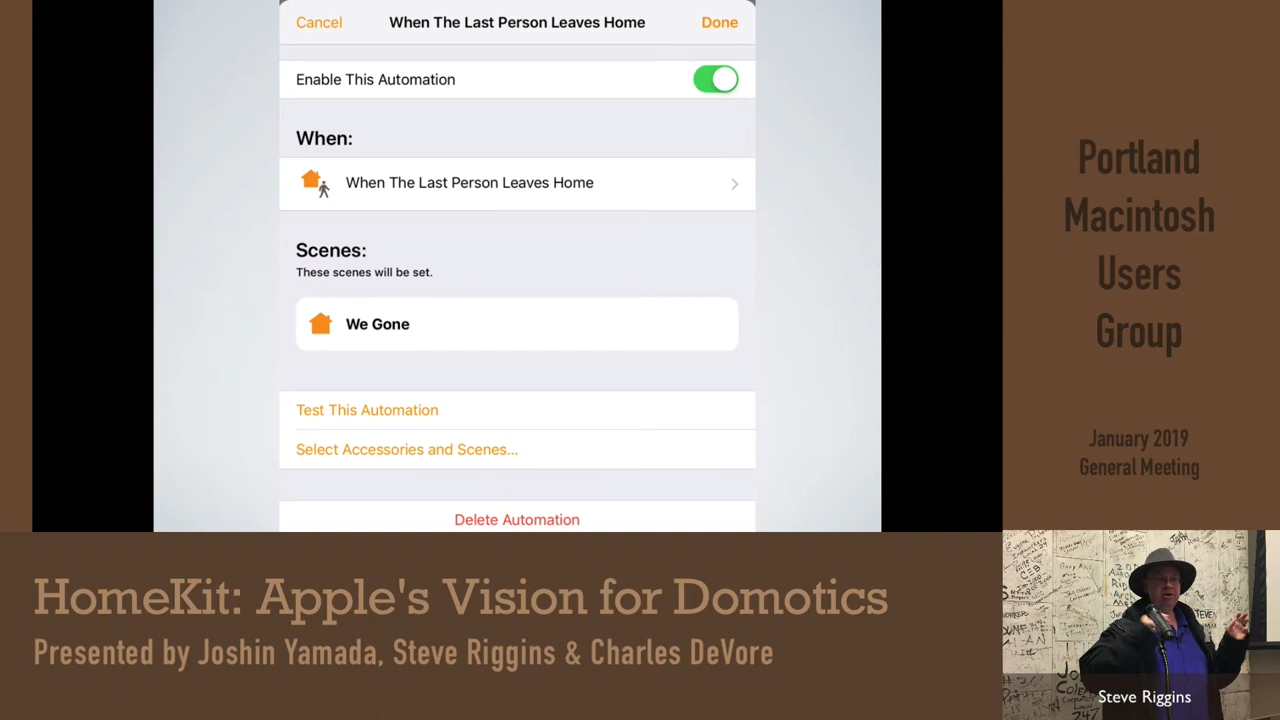 Cancel
When The Last Person Leaves Home
Done
Enable This Automation
When:
When The Last Person Leaves Home
Scenes:
These scenes will be set.
We Gone
Test This Automation
Select Accessories and Scenes...
Delete Automation
Portland
Macintosh
Users
Group
January 2019
General Meeting
HomeKit: Apple's Vision for Domotics
Presented by Joshin Yamada, Steve Riggins & Charles DeVore
Steve Riggins